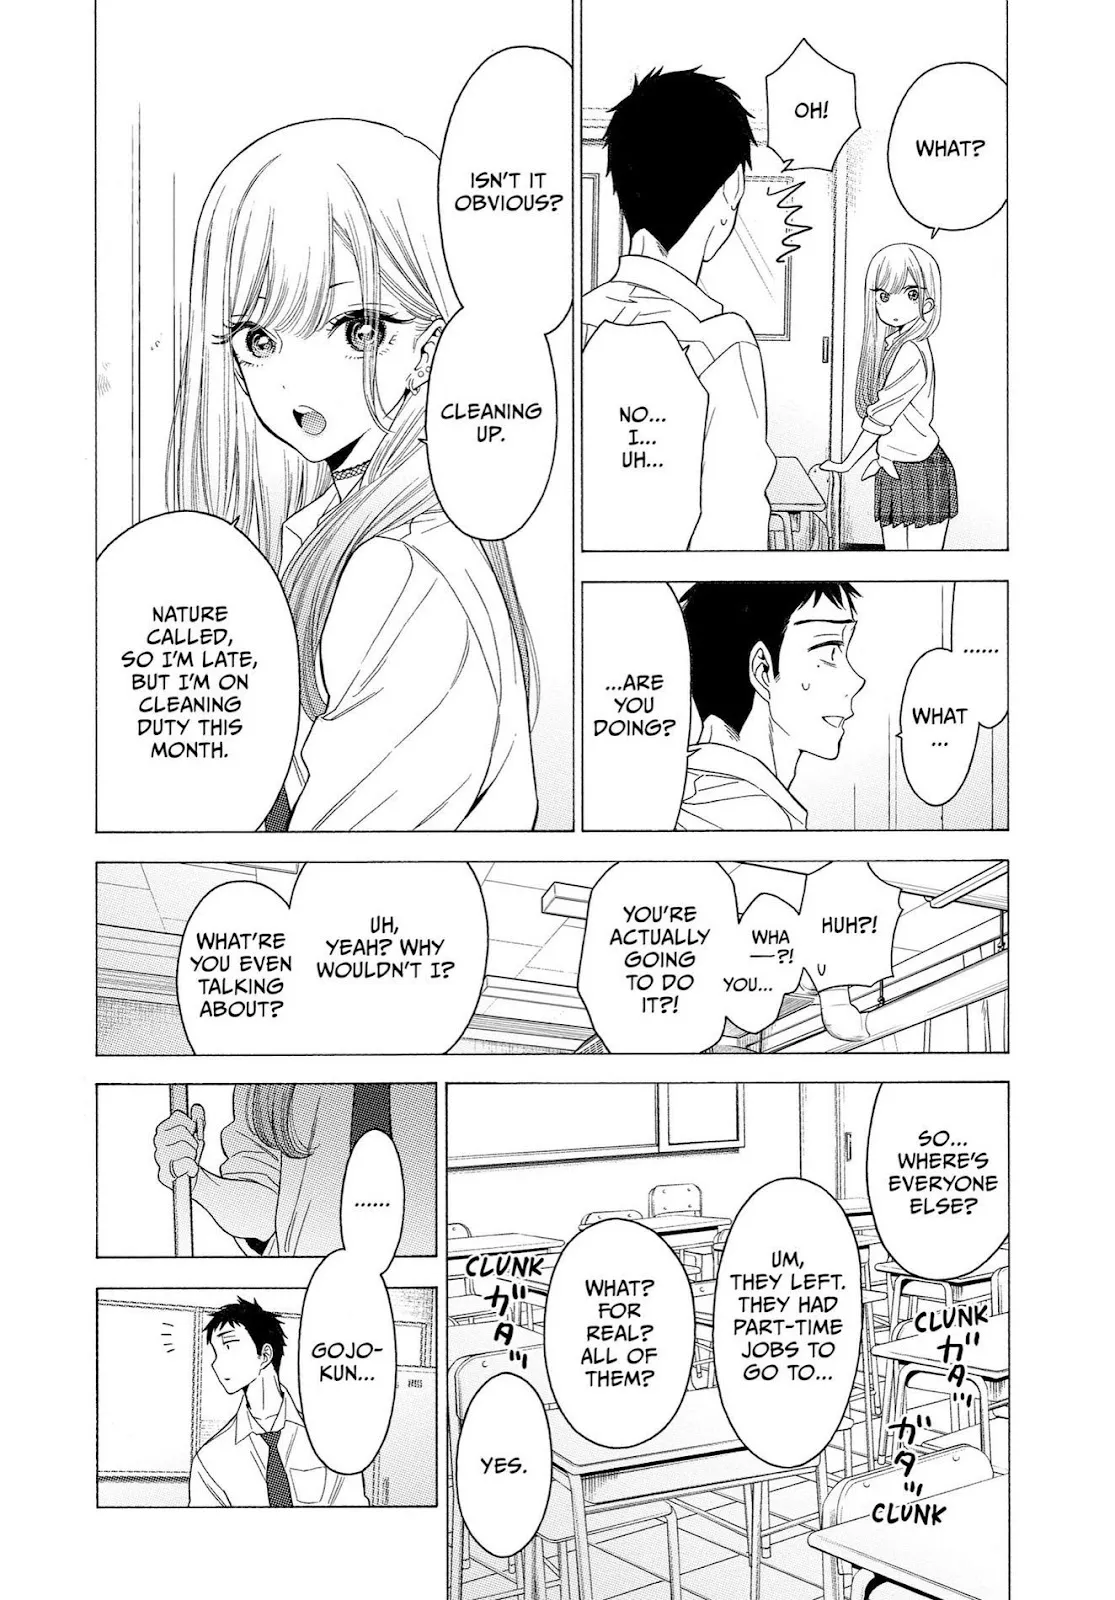 WHAT?
OH!
NO...
I...
UH...
......
WHAT
...
...ARE
YOU
DOING?
ISN'T IT
OBVIOUS?
CLEANING
UP.
NATURE
CALLED,
SO I'M LATE,
BUT I'M ON
CLEANING
DUTY THIS
MONTH.
HUH?!
WHA
—?!
YOU...
YOU'RE
ACTUALLY
GOING
TO DO
IT?!
UH,
YEAH? WHY
WOULDN'T I?
WHAT'RE
YOU EVEN
TALKING
ABOUT?
SO...
WHERE'S
EVERYONE
ELSE?
UM,
THEY LEFT.
THEY HAD
PART-TIME
JOBS TO
GO TO...
WHAT?
FOR
REAL?
ALL OF
THEM?
YES.
CLUNK
ガタッ
CLUNK
ガタッ
ガタッ
CLUNK
......
GOJO-
KUN...